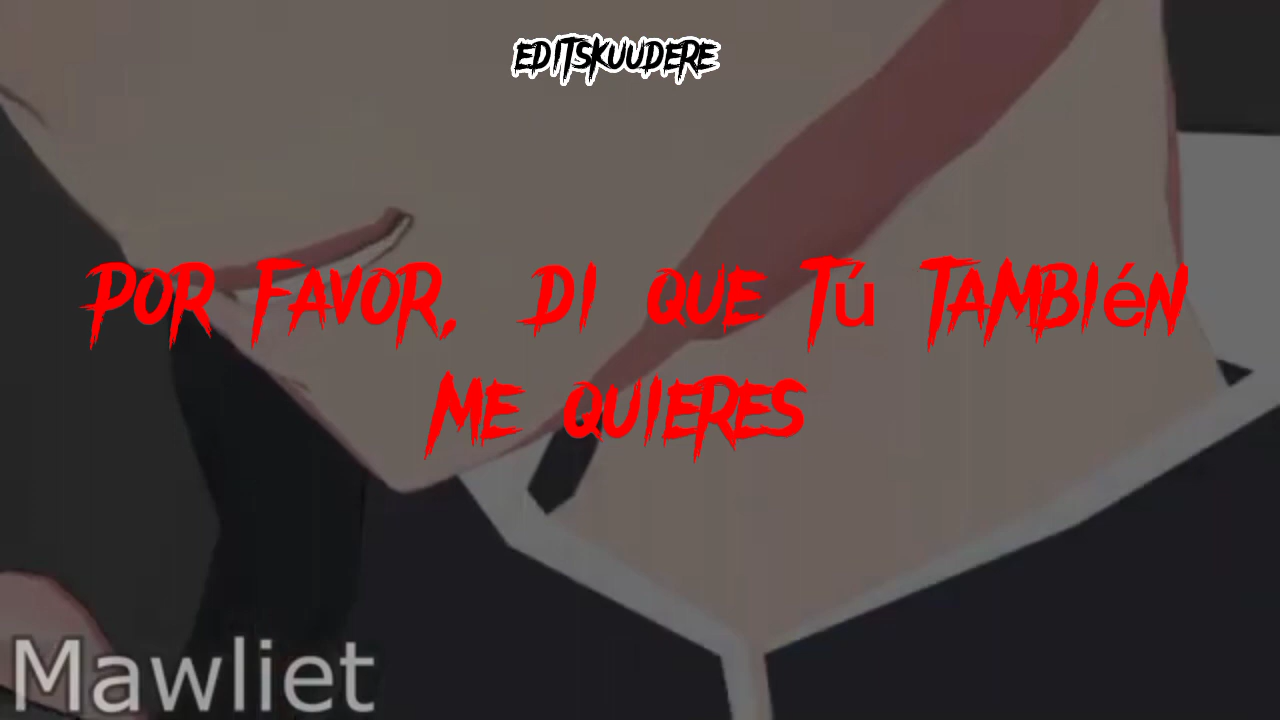 EDITSKUUDERE
POR FAVOR, DI QUE TÚ TAMBIÉN
ME QUIERES
Mawliet